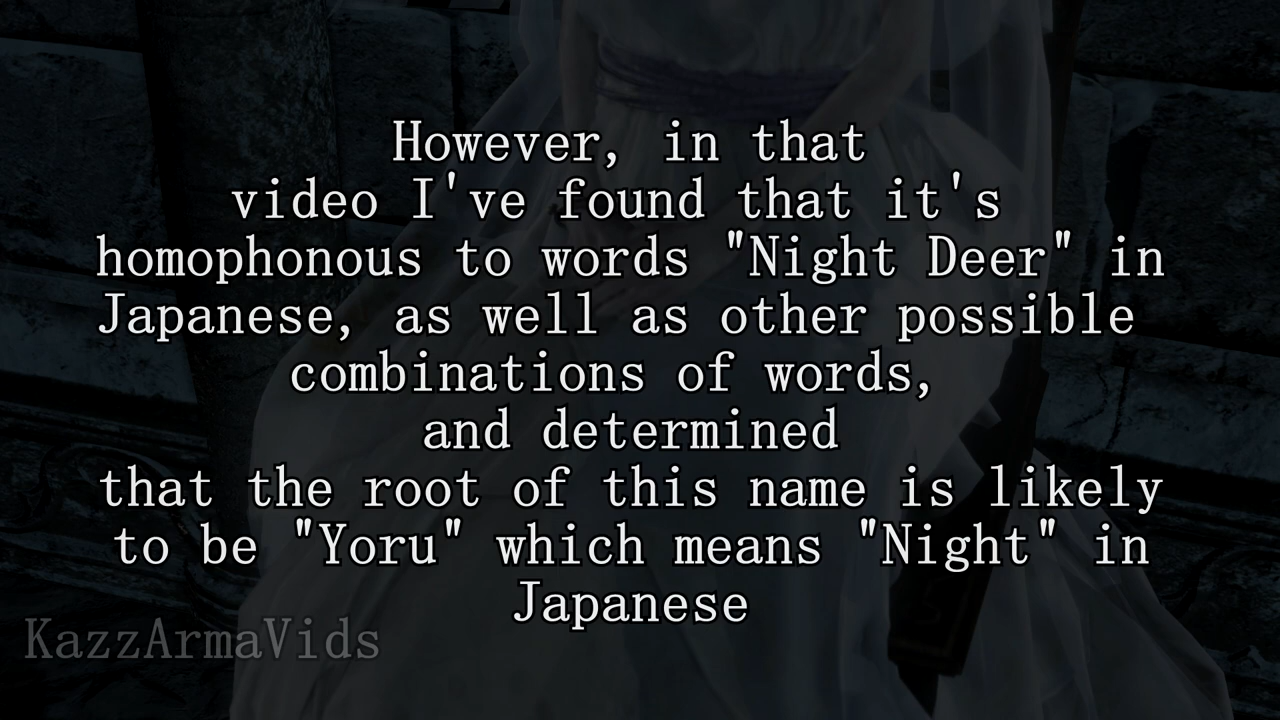 However, in that
video I've found that it's
homophonous to words "Night Deer" in
Japanese, as well as other possible
combinations of words,
and determined
that the root of this name is likely
to be "Yoru" which means "Night" in
Japanese
KazzArmaVids